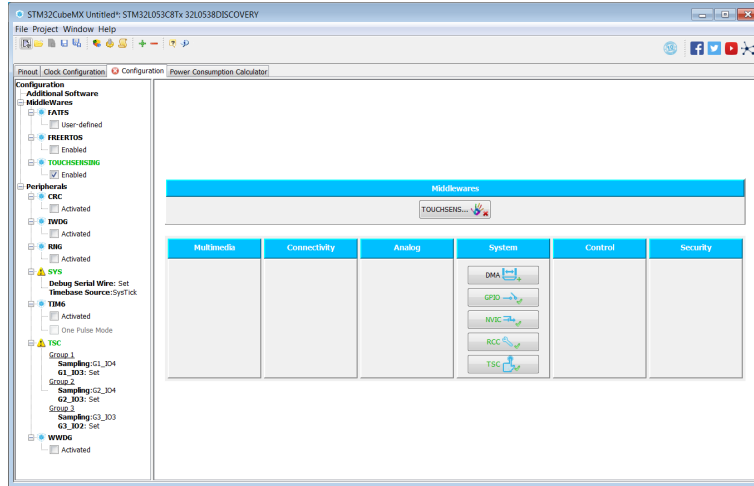 STM32CubeMX Untitled*: STM32L053C8Tx 32L0538DISCOVERY
File Project Window Help
Pinout Clock Configuration Configuration Power Consumption Calculator
Configuration
Additional Software
MiddleWares
FATFS
User-defined
FREERTOS
Enabled
TOUCHSENSING
Enabled
Peripherals
CRC
Activated
IWDG
Activated
RNG
Activated
SYS
Debug Serial Wire: Set
Timebase Source:SysTick
TIM6
Activated
One Pulse Mode
TSC
Group 1
Sampling:G1_IO4
G1_IO3: Set
Group 2
Sampling:G2_IO4
G2_IO3: Set
Group 3
Sampling:G3_IO3
G3_IO2: Set
WWDG
Activated
Middlewares
TOUCHSENS...
Multimedia Connectivity Analog System Control Security
DMA
GPIO
NVIC
RCC
TSC